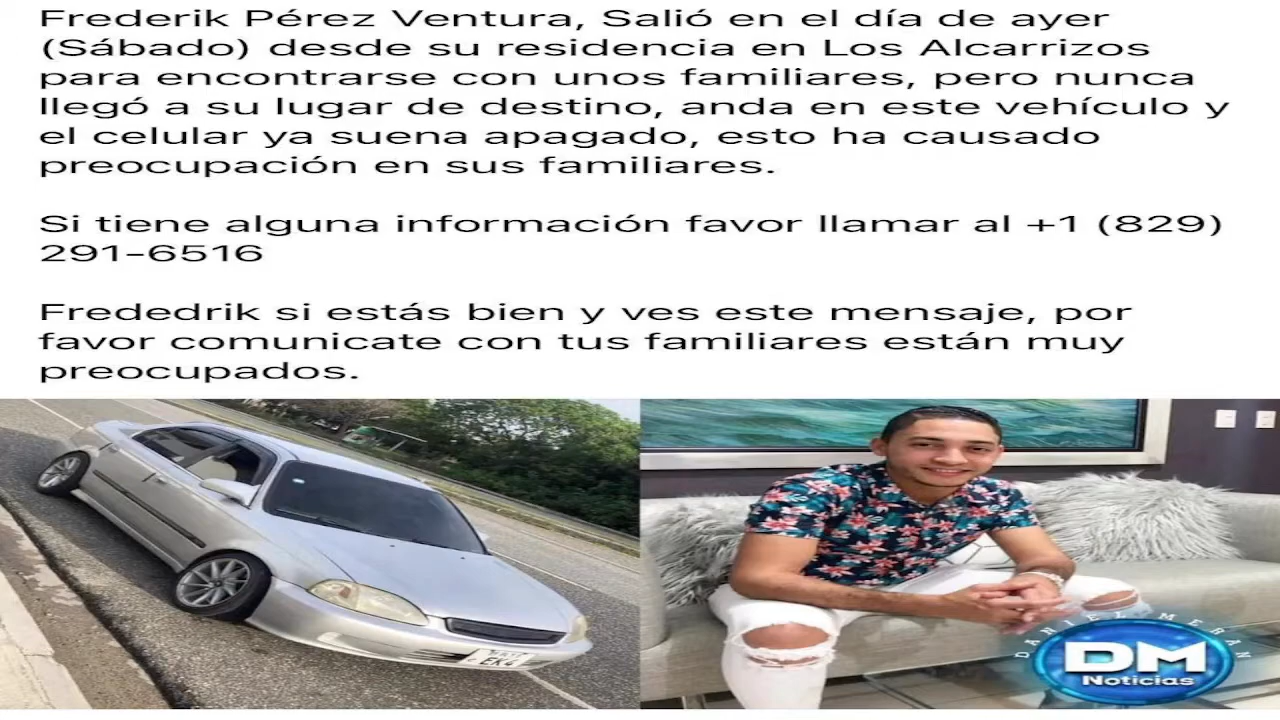 Frederik Pérez Ventura, Salió en el día de ayer
(Sábado) desde su residencia en Los Alcarrizos
para encontrarse con unos familiares, pero nunca
llegó a su lugar de destino, anda en este vehículo y
el celular ya suena apagado, esto ha causado
preocupación en sus familiares.
Si tiene alguna información favor llamar al +1 (829)
291-6516
Frededrik si estás bien y ves este mensaje, por
favor comunicate con tus familiares están muy
preocupados.
DANIEL MERÁN
DM
Noticias